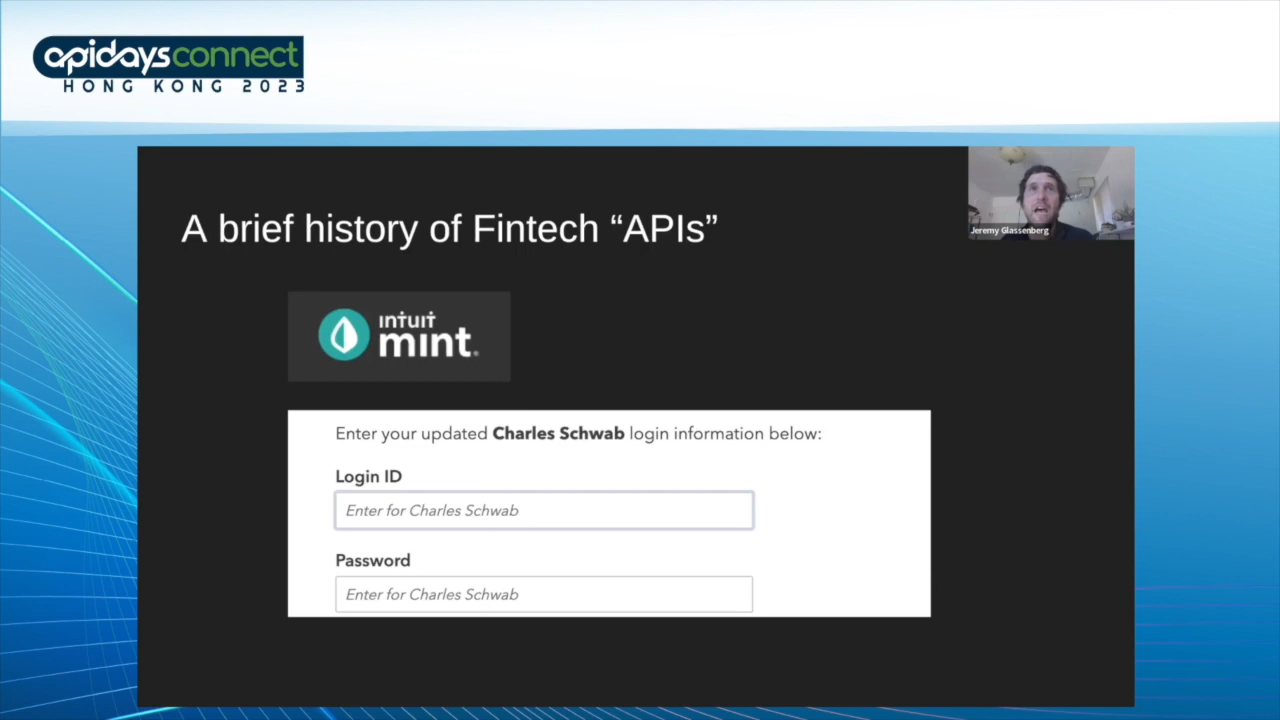 apidays connect
HONG KONG 2023
Jeremy Glassenberg
A brief history of Fintech “APIs”
intuit
mint.
Enter your updated Charles Schwab login information below:
Login ID
Enter for Charles Schwab
Password
Enter for Charles Schwab